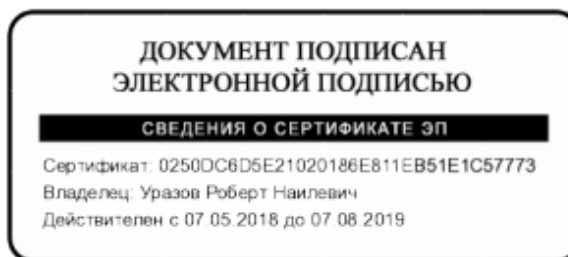 ДОКУМЕНТ ПОДПИСАН
ЭЛЕКТРОННОЙ ПОДПИСЬЮ
СВЕДЕНИЯ О СЕРТИФИКАТЕ ЭП
Сертификат: 0250DC6D5E21020186E811EB51E1C57773
Владелец: Уразов Роберт Наилевич
Действителен с 07.05.2018 до 07.08.2019